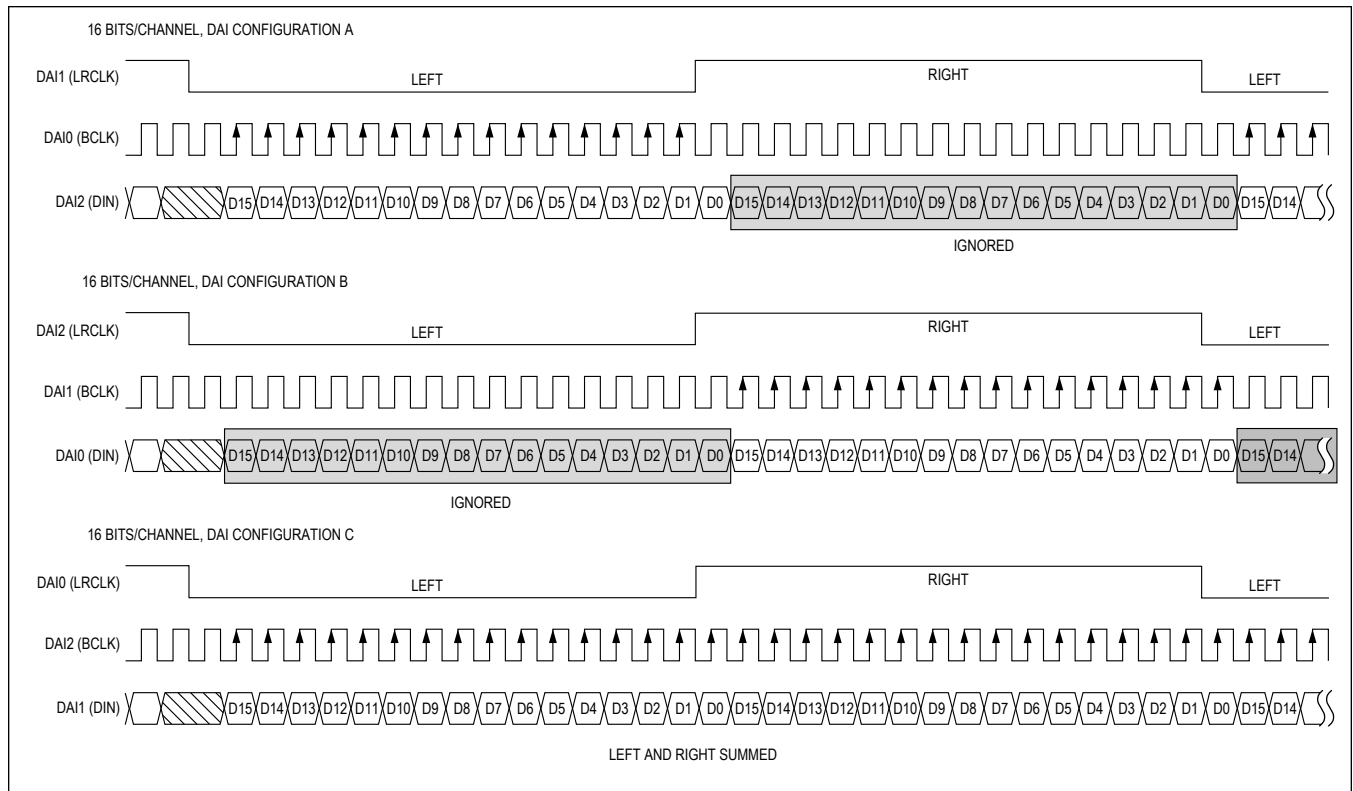 16 BITS/CHANNEL, DAI CONFIGURATION A
DAI1 (LRCLK) LEFT RIGHT LEFT
DAI0 (BCLK)
DAI2 (DIN) D15 D14 D13 D12 D11 D10 D9 D8 D7 D6 D5 D4 D3 D2 D1 D0 D15 D14 D13 D12 D11 D10 D9 D8 D7 D6 D5 D4 D3 D2 D1 D0 D15 D14
IGNORED
16 BITS/CHANNEL, DAI CONFIGURATION B
DAI2 (LRCLK) LEFT RIGHT LEFT
DAI1 (BCLK)
DAI0 (DIN) D15 D14 D13 D12 D11 D10 D9 D8 D7 D6 D5 D4 D3 D2 D1 D0 D15 D14 D13 D12 D11 D10 D9 D8 D7 D6 D5 D4 D3 D2 D1 D0 D15 D14
IGNORED
16 BITS/CHANNEL, DAI CONFIGURATION C
DAI0 (LRCLK) LEFT RIGHT LEFT
DAI2 (BCLK)
DAI1 (DIN) D15 D14 D13 D12 D11 D10 D9 D8 D7 D6 D5 D4 D3 D2 D1 D0 D15 D14 D13 D12 D11 D10 D9 D8 D7 D6 D5 D4 D3 D2 D1 D0 D15 D14
LEFT AND RIGHT SUMMED